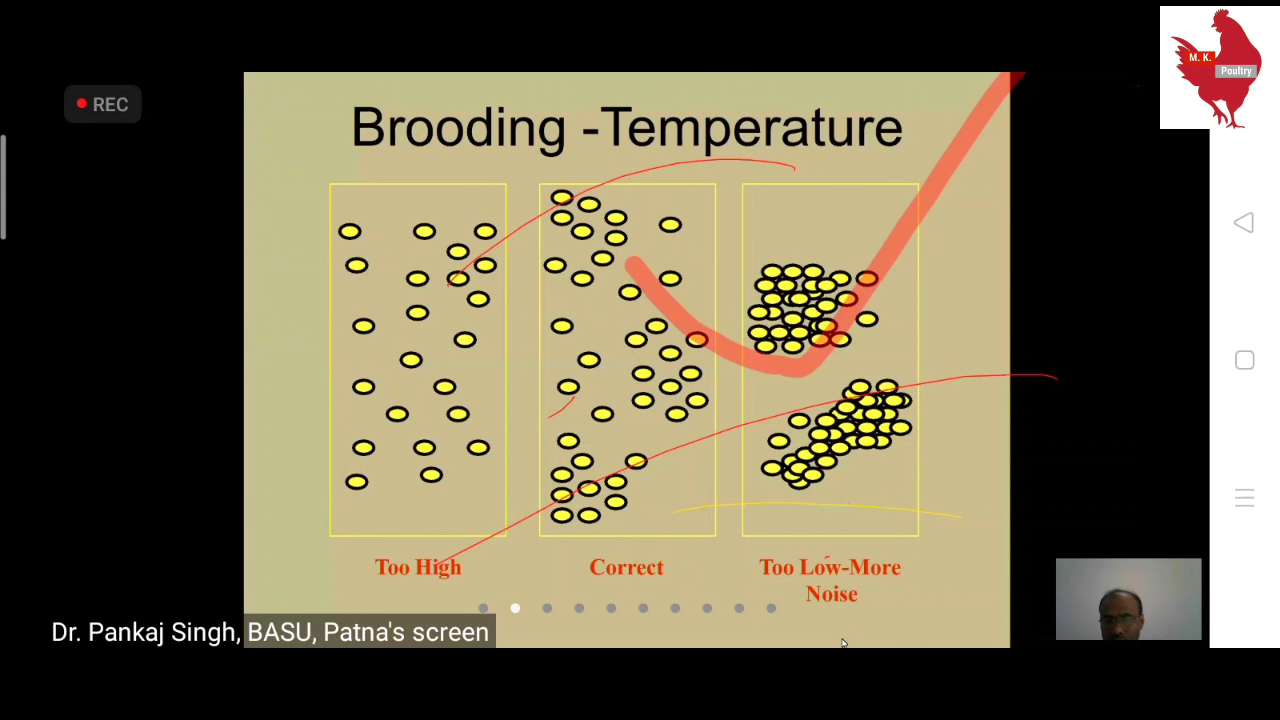 M. K.
Poultry
REC
Brooding -Temperature
Too High
Correct
Too Low-More
Noise
Dr. Pankaj Singh, BASU, Patna's screen